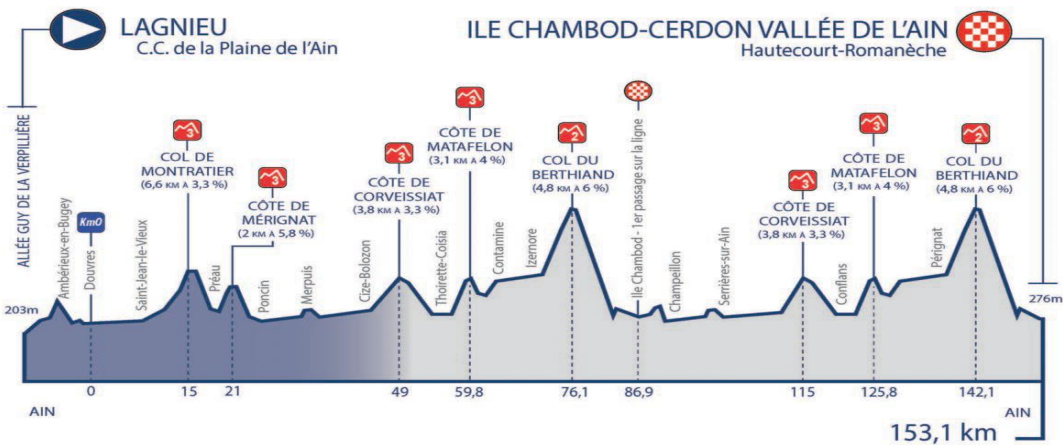 LAGNIEU
C.C. de la Plaine de l'Ain
ILE CHAMBOD-CERDON VALLÉE DE L'AIN
Hautecourt-Romanèche
ALLÉE GUY DE LA VERPILLIÈRE
203m
Ambérieux-en-Bugey
Km0
Douvres
Saint-Jean-le-Vieux
3
COL DE
MONTRATIER
(6,6 KM À 3,3 %)
Préau
3
CÔTE DE
MÉRIGNAT
(2 KM À 5,8 %)
Poncin
Merpuis
Cize-Bolozon
3
CÔTE DE
CORVEISSIAT
(3,8 KM À 3,3 %)
Thoirette-Coisia
3
CÔTE DE
MATAFELON
(3,1 KM À 4 %)
Contamine
Izernore
2
COL DU
BERTHIAND
(4,8 KM À 6 %)
Ile Chambod - 1er passage sur la ligne
Champeillon
Serrières-sur-Ain
3
CÔTE DE
CORVEISSIAT
(3,8 KM À 3,3 %)
Conflans
3
CÔTE DE
MATAFELON
(3,1 KM À 4 %)
Pérignat
2
COL DU
BERTHIAND
(4,8 KM À 6 %)
276m
0 15 21 49 59,8 76,1 86,9 115 125,8 142,1
AIN
AIN
153,1 km